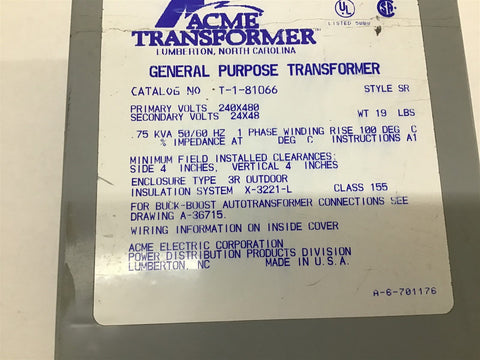 ACME
TRANSFORMER™
LUMBERTON, NORTH CAROLINA
UL
LISTED
GENERAL PURPOSE TRANSFORMER
CATALOG NO T-1-81066 STYLE SR
PRIMARY VOLTS 240X480
SECONDARY VOLTS 24X48 WT 19 LBS
.75 KVA 50/60 HZ 1 PHASE WINDING RISE 100 DEG C
% IMPEDANCE AT DEG C INSTRUCTIONS A1
MINIMUM FIELD INSTALLED CLEARANCES:
SIDE 4 INCHES, VERTICAL 4 INCHES
ENCLOSURE TYPE 3R OUTDOOR
INSULATION SYSTEM X-3221-L CLASS 155
FOR BUCK-BOOST AUTOTRANSFORMER CONNECTIONS SEE
DRAWING A-36715.
WIRING INFORMATION ON INSIDE COVER
ACME ELECTRIC CORPORATION
POWER DISTRIBUTION PRODUCTS DIVISION
LUMBERTON, NC MADE IN U.S.A.
A-6-701176